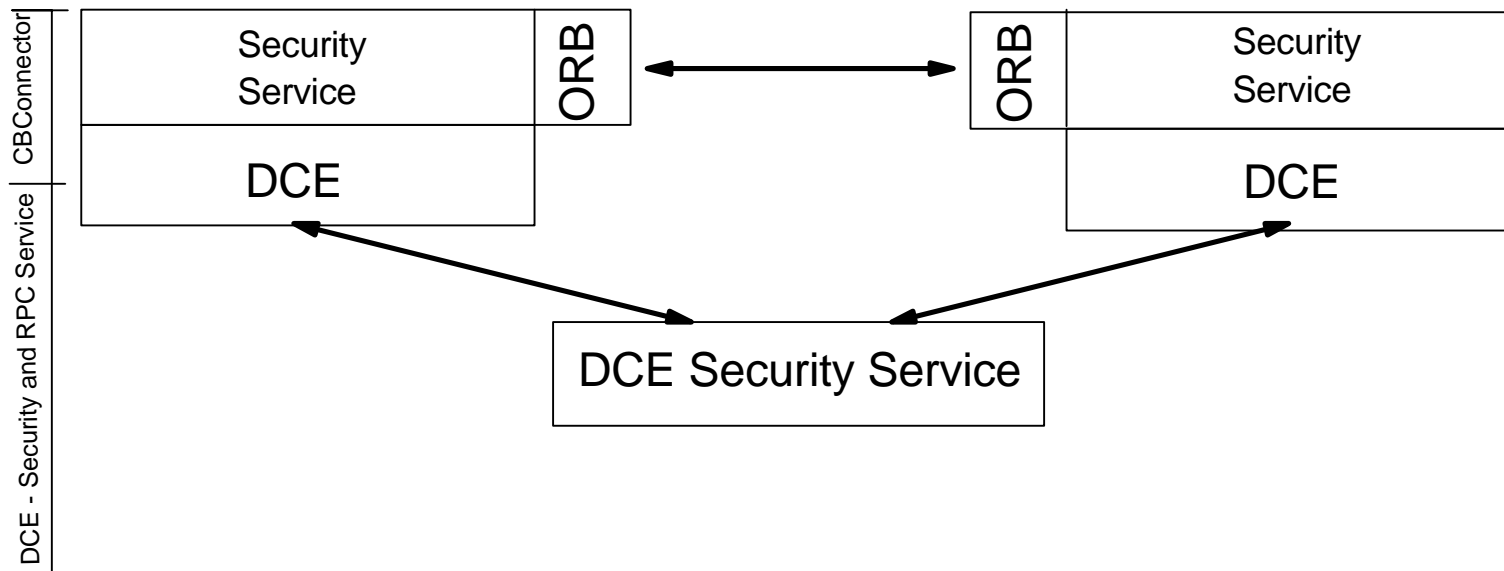 CBConnector
Security
Service
ORB
ORB
Security
Service
DCE
DCE
DCE - Security and RPC Service
DCE Security Service